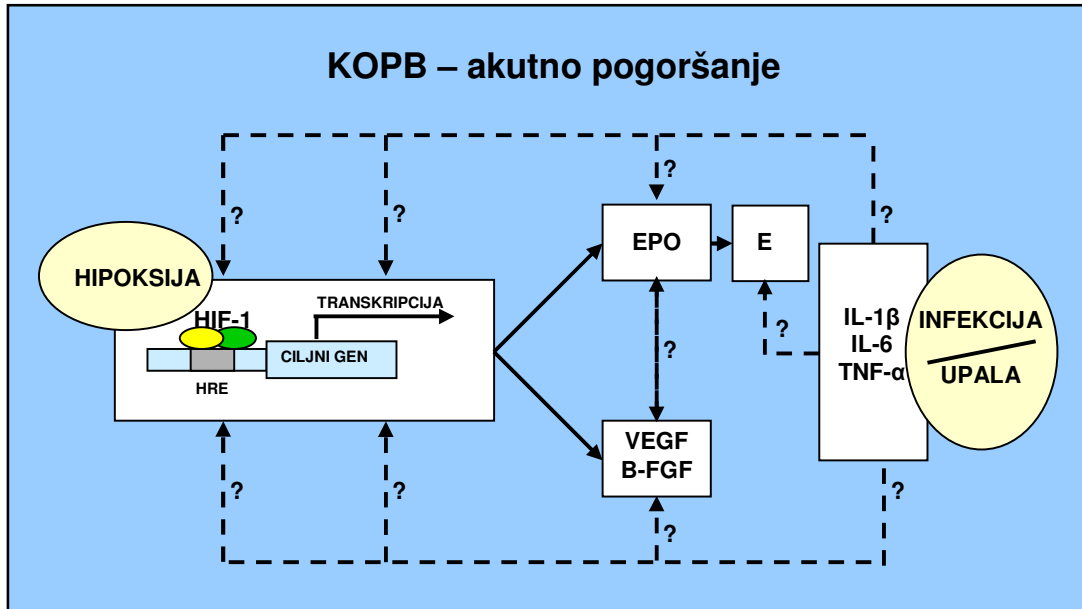 KOPB – akutno pogoršanje
?
?
?
?
HIPOKSIJA
EPO
E
TRANSKRIPCIJA
HIF-1
CILJNI GEN
HRE
?
?
IL-1β
IL-6
TNF-α
INFEKCIJA
UPALA
VEGF
B-FGF
?
?
?
?